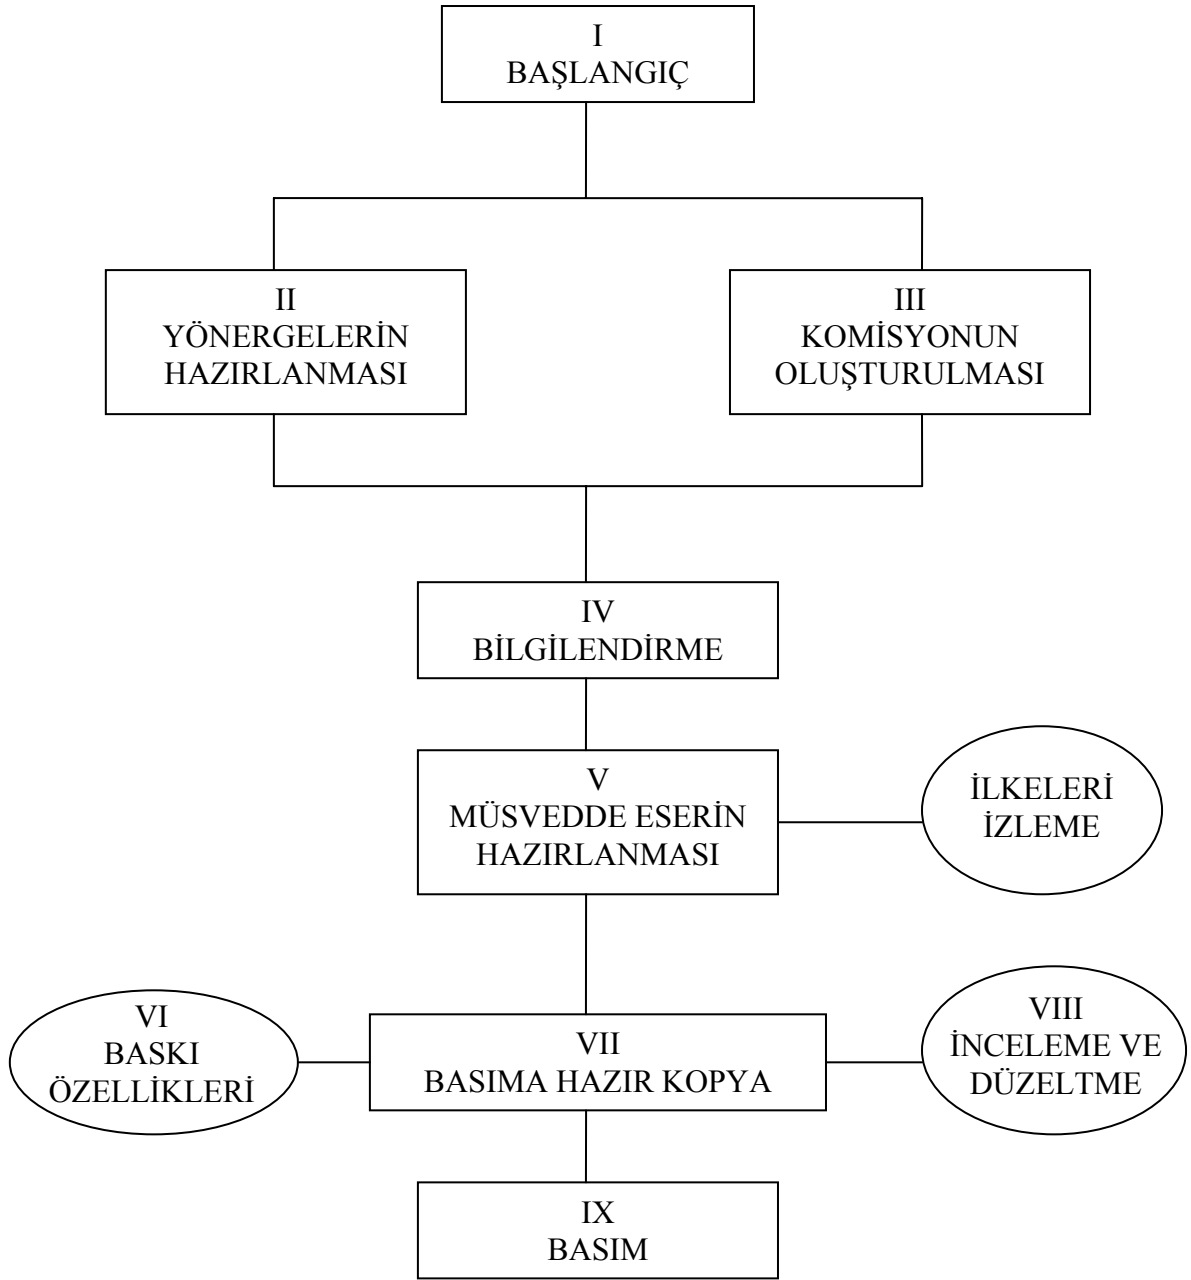 I
BAŞLANGIÇ
II
YÖNERGELERİN
HAZIRLANMASI
III
KOMİSYONUN
OLUŞTURULMASI
IV
BİLGİLENDİRME
V
MÜSVEDDE ESERİN
HAZIRLANMASI
İLKELERİ
İZLEME
VI
BASKI
ÖZELLİKLERİ
VII
BASIMA HAZIR KOPYA
VIII
İNCELEME VE
DÜZELTME
IX
BASIM